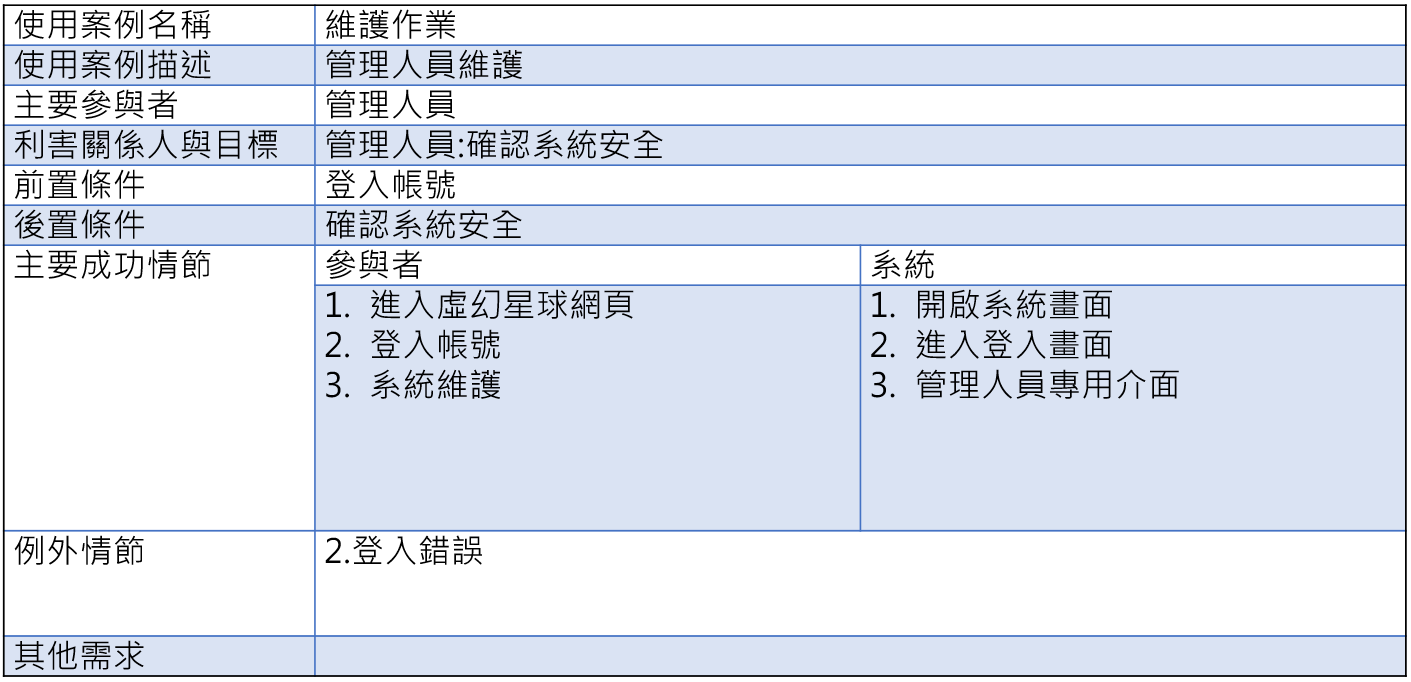 使用案例名稱 維護作業
使用案例描述 管理人員維護
主要參與者 管理人員
利害關係人與目標 管理人員:確認系統安全
前置條件 登入帳號
後置條件 確認系統安全
主要成功情節 參與者 系統
1. 進入虛幻星球網頁 1. 開啟系統畫面
2. 登入帳號 2. 進入登入畫面
3. 系統維護 3. 管理人員專用介面
例外情節 2.登入錯誤
其他需求